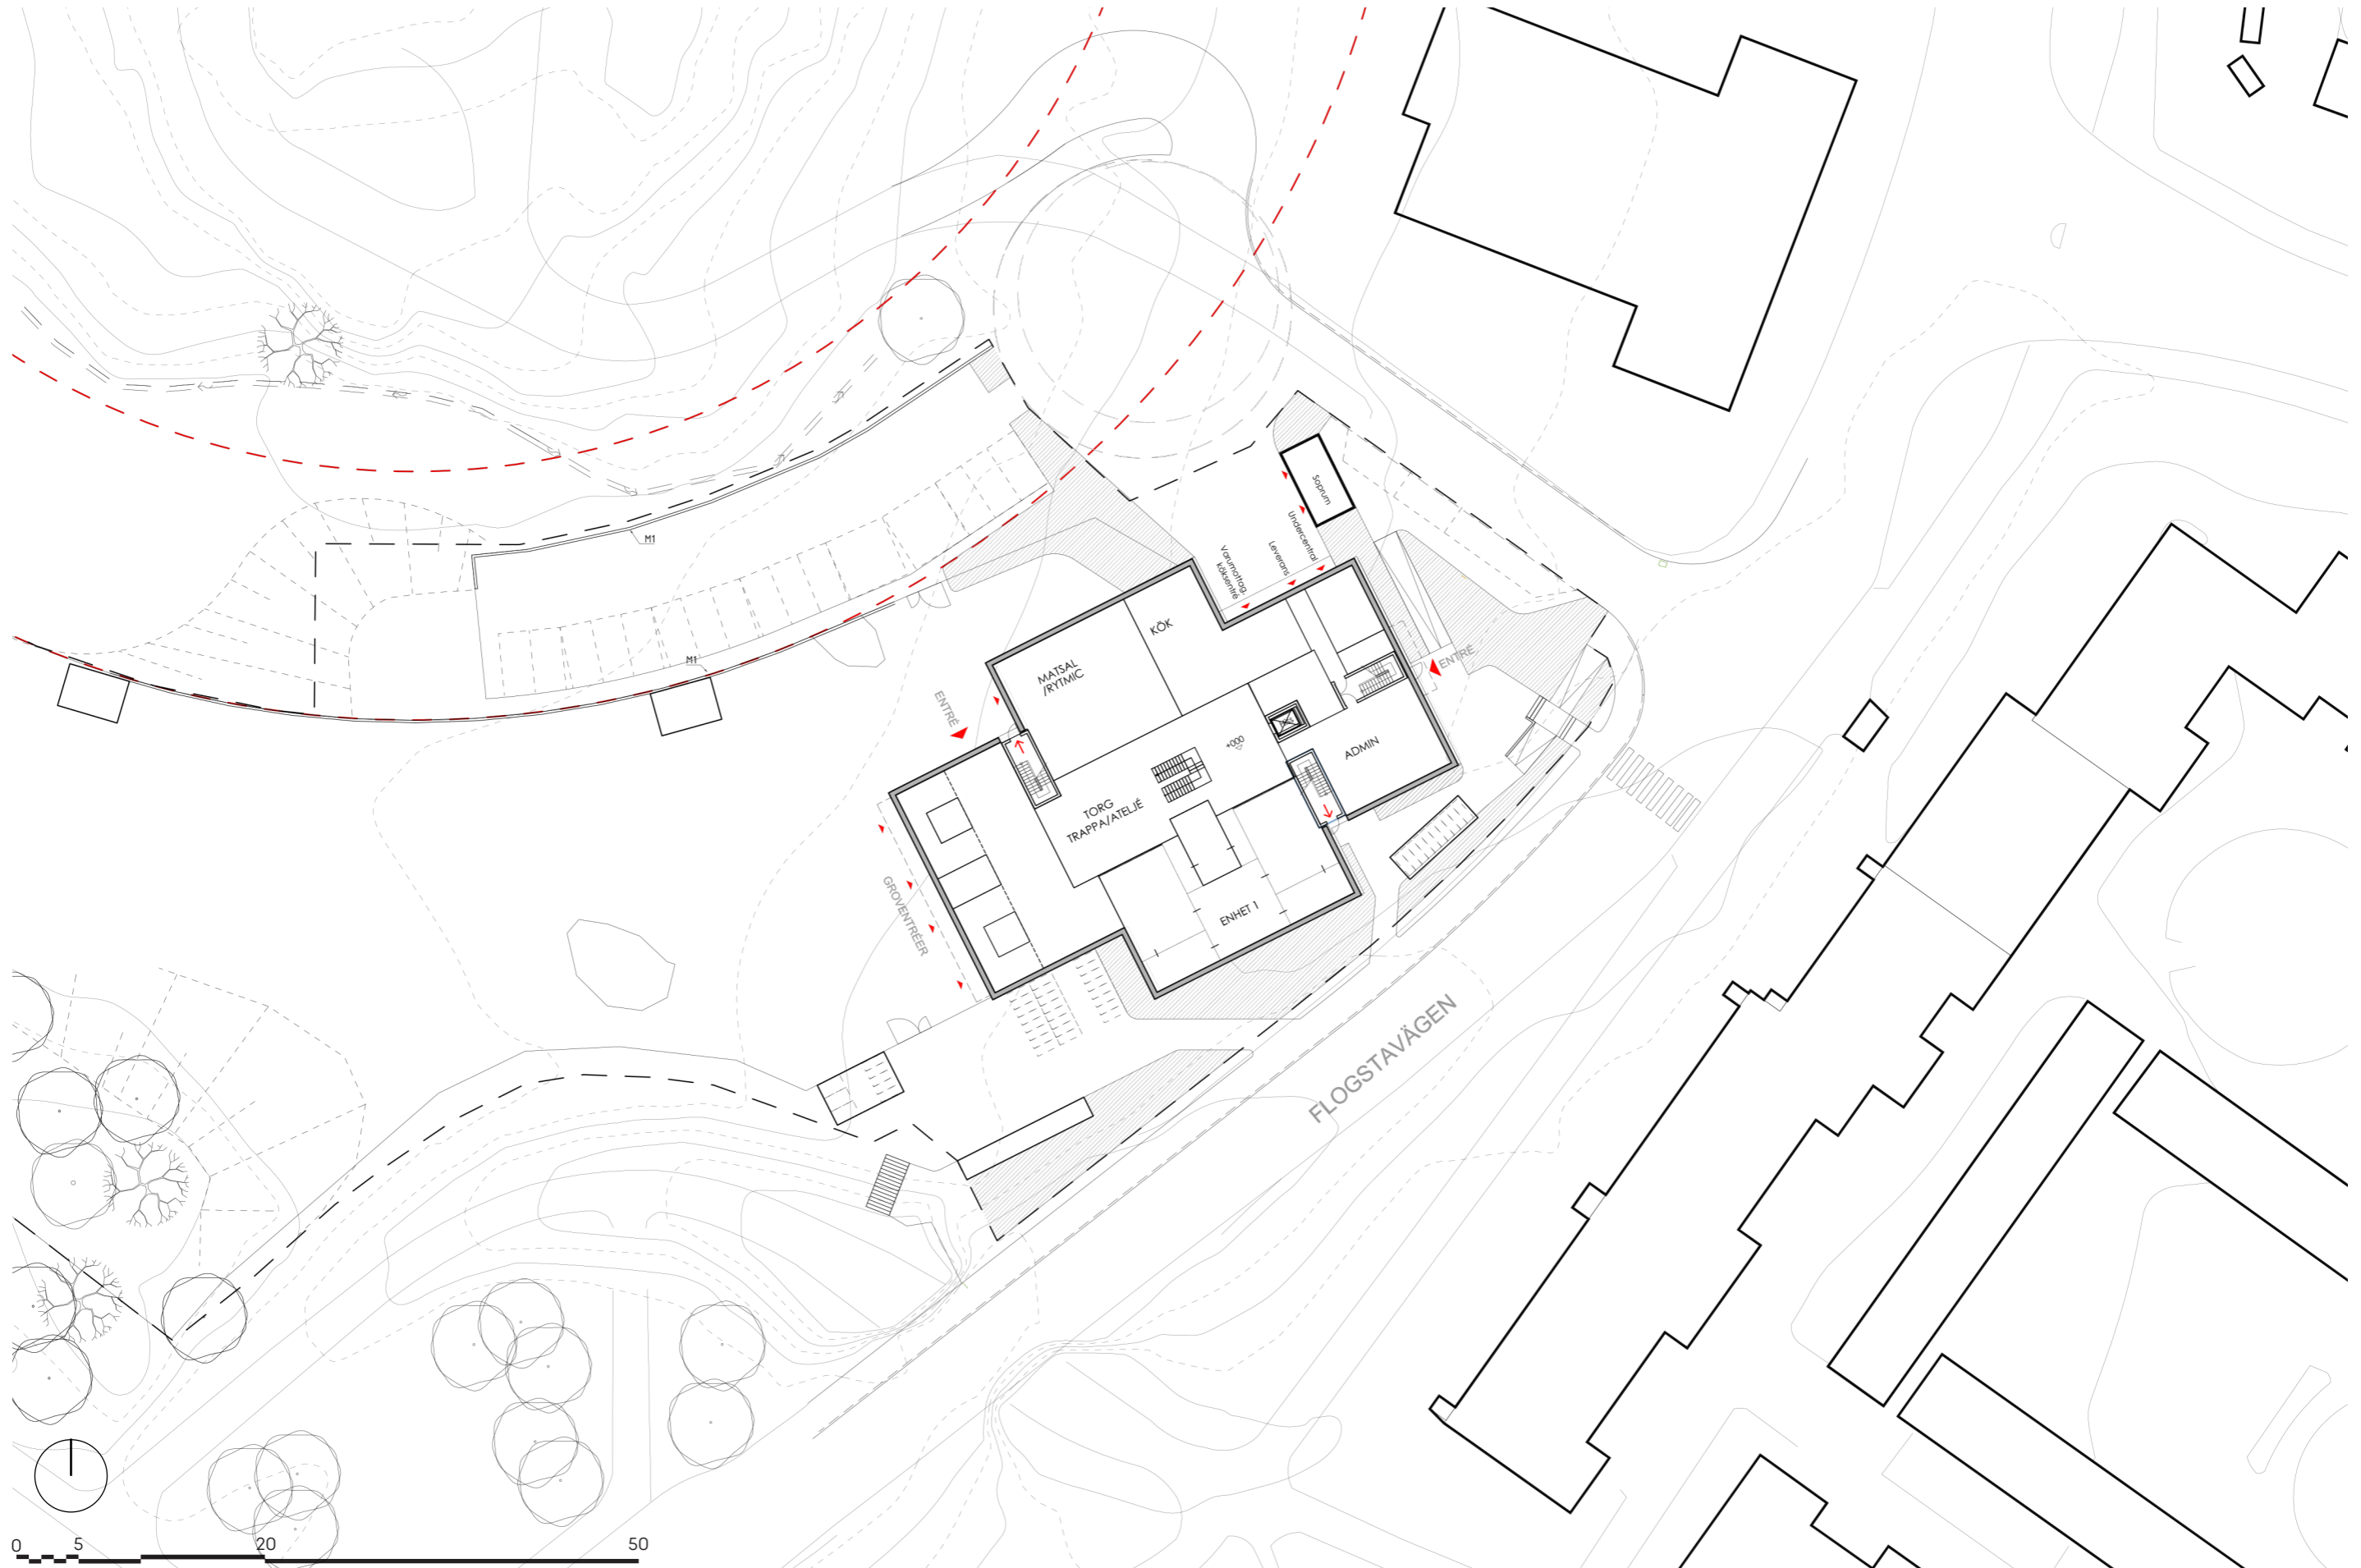 M1
M1
Soprum
Undercentral
Leverans
Varumottag.
köksentré
KÖK
MATSAL
/RYTMIC
ENTRÉ
ENTRÉ
+000
ADMIN
TORG
TRAPPA/ATELJÉ
ENHET 1
GROVENTRÉER
FLOGSTAVÄGEN
0 5 20 50